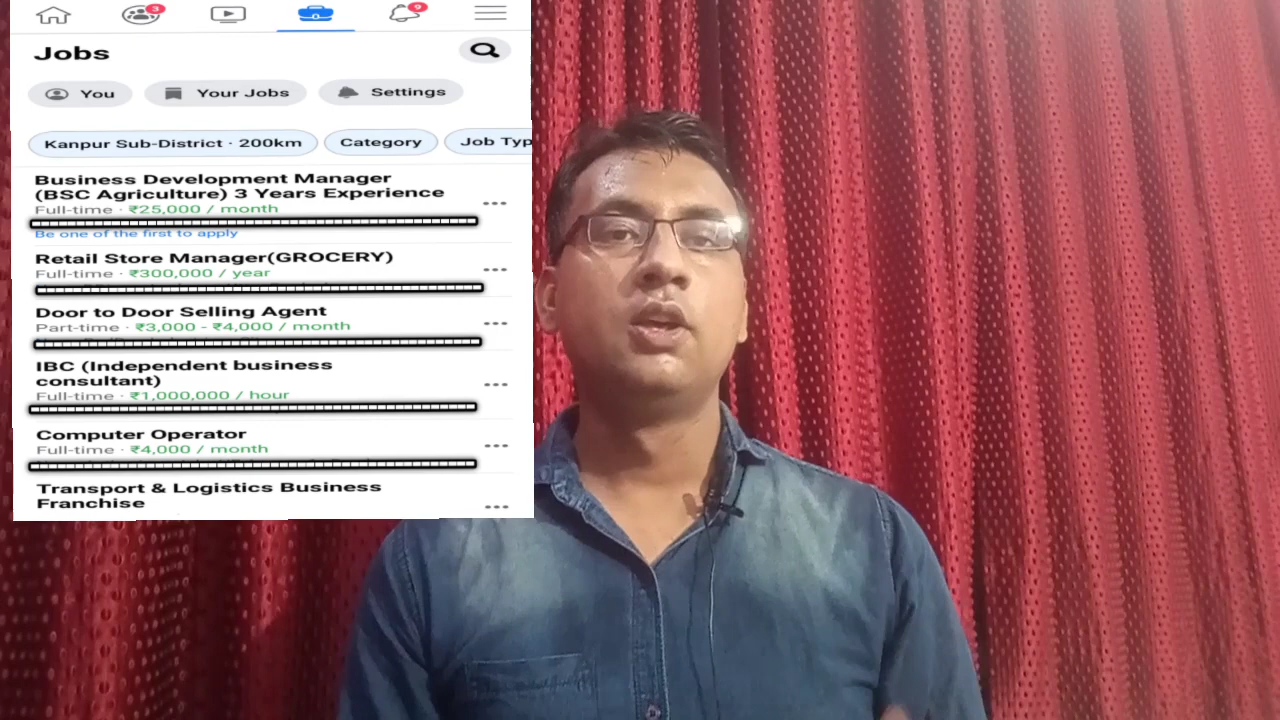 3
9
Jobs
You Your Jobs Settings
Kanpur Sub-District · 200km Category Job Typ
Business Development Manager
(BSC Agriculture) 3 Years Experience
Full-time · ₹25,000 / month
Be one of the first to apply
Retail Store Manager(GROCERY)
Full-time · ₹300,000 / year
Door to Door Selling Agent
Part-time · ₹3,000 - ₹4,000 / month
IBC (Independent business
consultant)
Full-time · ₹1,000,000 / hour
Computer Operator
Full-time · ₹4,000 / month
Transport & Logistics Business
Franchise